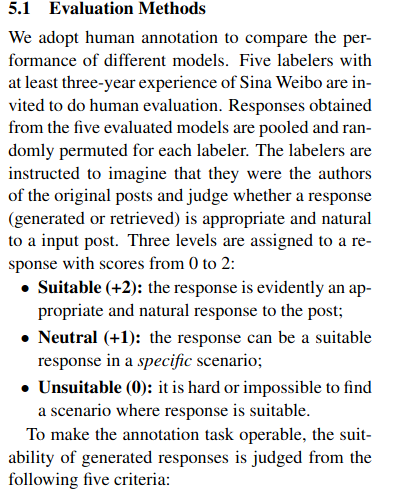 5.1 Evaluation Methods
We adopt human annotation to compare the per-
formance of different models. Five labelers with
at least three-year experience of Sina Weibo are in-
vited to do human evaluation. Responses obtained
from the five evaluated models are pooled and ran-
domly permuted for each labeler. The labelers are
instructed to imagine that they were the authors
of the original posts and judge whether a response
(generated or retrieved) is appropriate and natural
to a input post. Three levels are assigned to a re-
sponse with scores from 0 to 2:
• Suitable (+2): the response is evidently an ap-
propriate and natural response to the post;
• Neutral (+1): the response can be a suitable
response in a specific scenario;
• Unsuitable (0): it is hard or impossible to find
a scenario where response is suitable.
To make the annotation task operable, the suit-
ability of generated responses is judged from the
following five criteria: